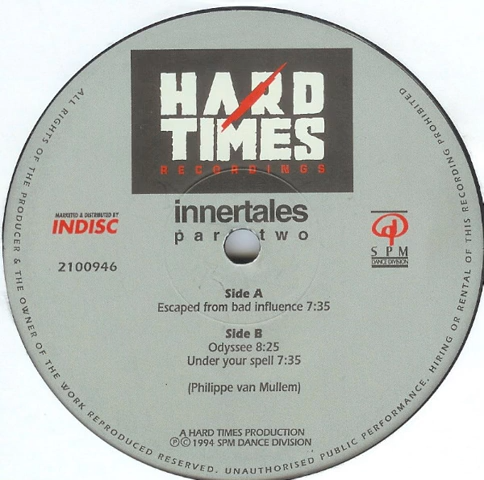 HARD
TIMES
RECORDINGS
innertales
part two
MARKETED & DISTRIBUTED BY
INDISC
2100946
SPM
DANCE DIVISION
Side A
Escaped from bad influence 7:35
Side B
Odyssee 8:25
Under your spell 7:35
(Philippe van Mullem)
A HARD TIMES PRODUCTION
ⓅⒸ 1994 SPM DANCE DIVISION
ALL RIGHTS OF THE PRODUCER & THE OWNER OF THE WORK REPRODUCED RESERVED. UNAUTHORISED PUBLIC PERFORMANCE, HIRING OR RENTAL OF THIS RECORDING PROHIBITED